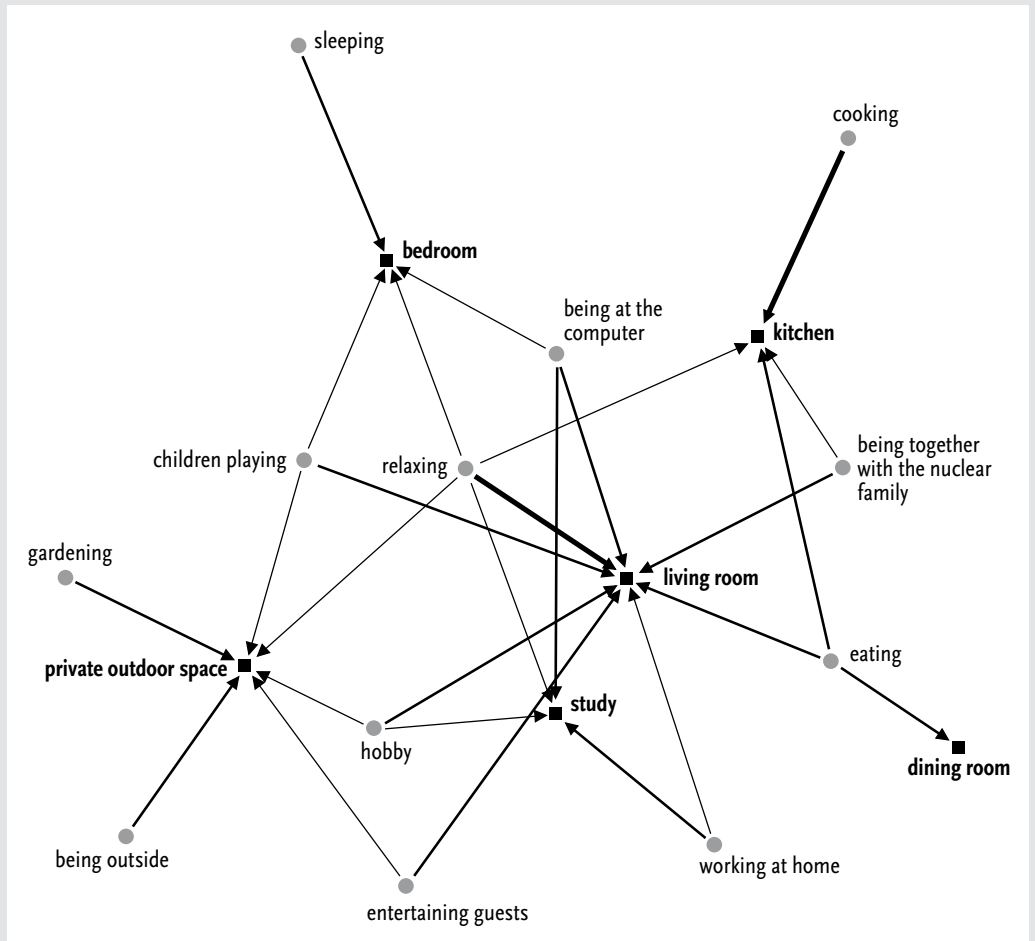 sleeping
cooking
bedroom
being at the
computer
kitchen
children playing
relaxing
being together
with the nuclear
family
gardening
living room
private outdoor space
eating
study
hobby
dining room
being outside
working at home
entertaining guests